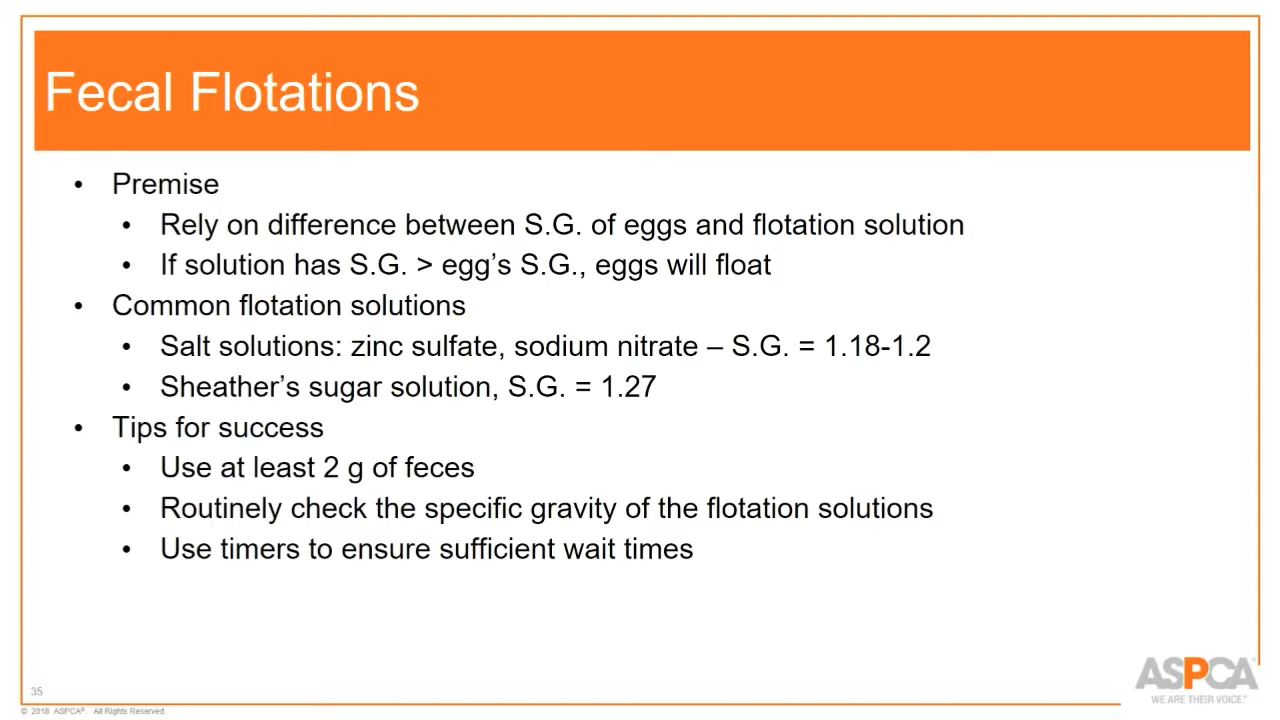 Fecal Flotations
• Premise
• Rely on difference between S.G. of eggs and flotation solution
• If solution has S.G. > egg’s S.G., eggs will float
• Common flotation solutions
• Salt solutions: zinc sulfate, sodium nitrate – S.G. = 1.18-1.2
• Sheather’s sugar solution, S.G. = 1.27
• Tips for success
• Use at least 2 g of feces
• Routinely check the specific gravity of the flotation solutions
• Use timers to ensure sufficient wait times
35
© 2018 ASPCA®. All Rights Reserved.
ASPCA®
WE ARE THEIR VOICE.™